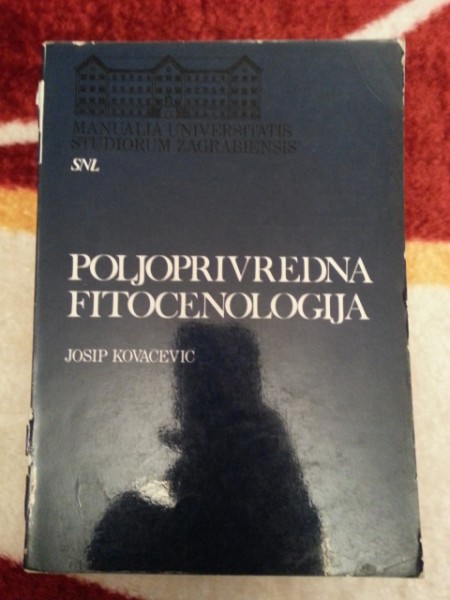 MANUALIA UNIVERSITATIS
STUDIORUM ZAGRABIENSIS
SNL
POLJOPRIVREDNA
FITOCENOLOGIJA
JOSIP KOVACEVIC